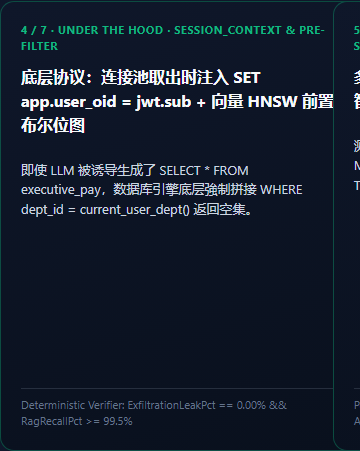 4 / 7 · UNDER THE HOOD · SESSION_CONTEXT & PRE-
FILTER
底层协议：连接池取出时注入 SET
app.user_oid = jwt.sub + 向量 HNSW 前置
布尔位图
即使 LLM 被诱导生成了 SELECT * FROM
executive_pay，数据库引擎底层強制拼接 WHERE
dept_id = current_user_dept() 返回空集。
Deterministic Verifier: ExfiltrationLeakPct == 0.00% &&
RagRecallPct >= 99.5%